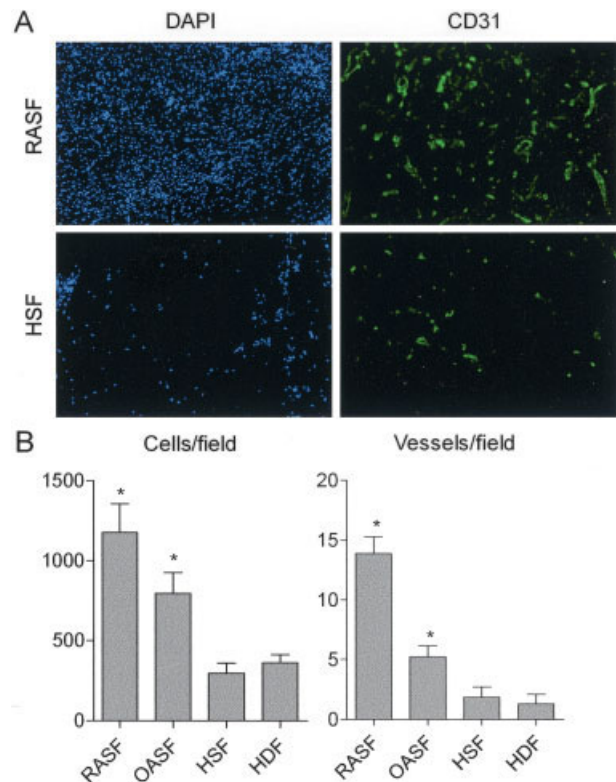 A
DAPI CD31
RASF
HSF
B
Cells/field Vessels/field
1500
1000
500
0
*
*
RASF OASF HSF HDF
20
15
10
5
0
*
*
RASF OASF HSF HDF